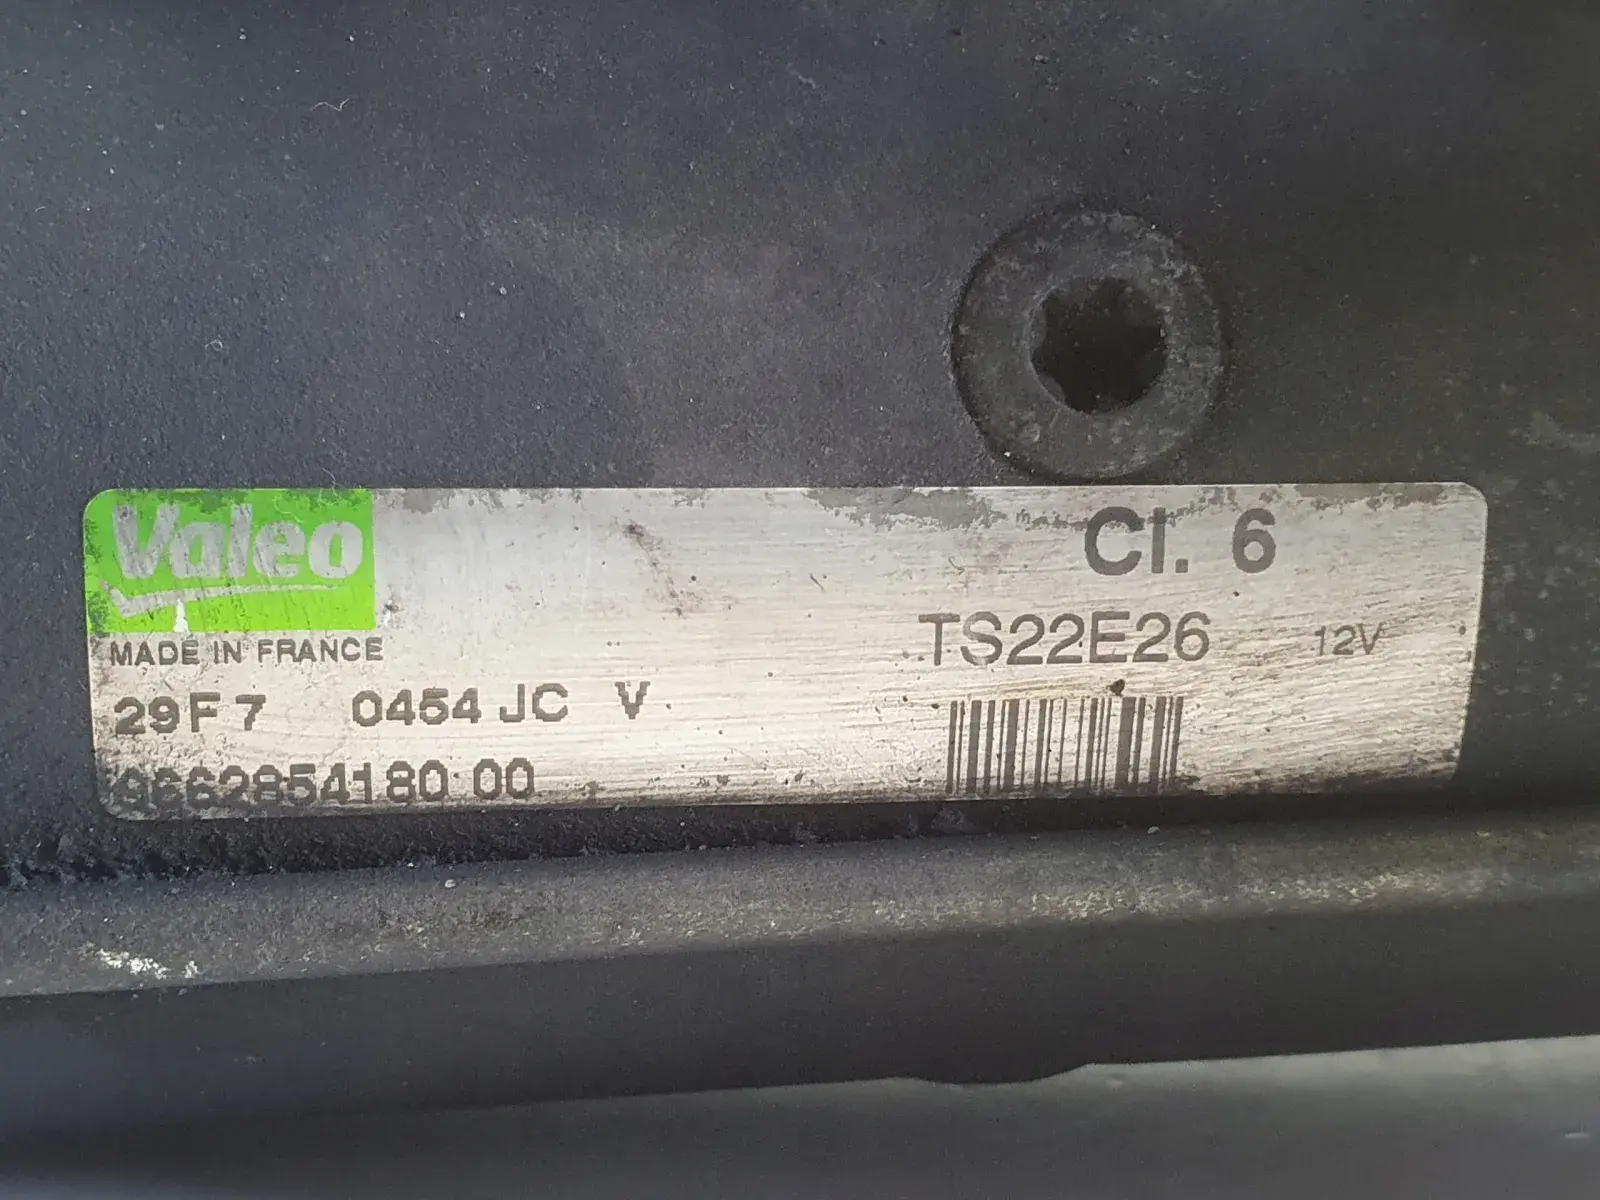 Valeo
Cl. 6
MADE IN FRANCE
TS22E26 12V
29F7 0454 JC V
9662854180 00